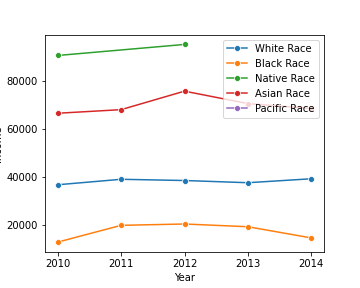 White Race
Black Race
Native Race
Asian Race
Pacific Race
80000
60000
40000
20000
2010 2011 2012 2013 2014
Year